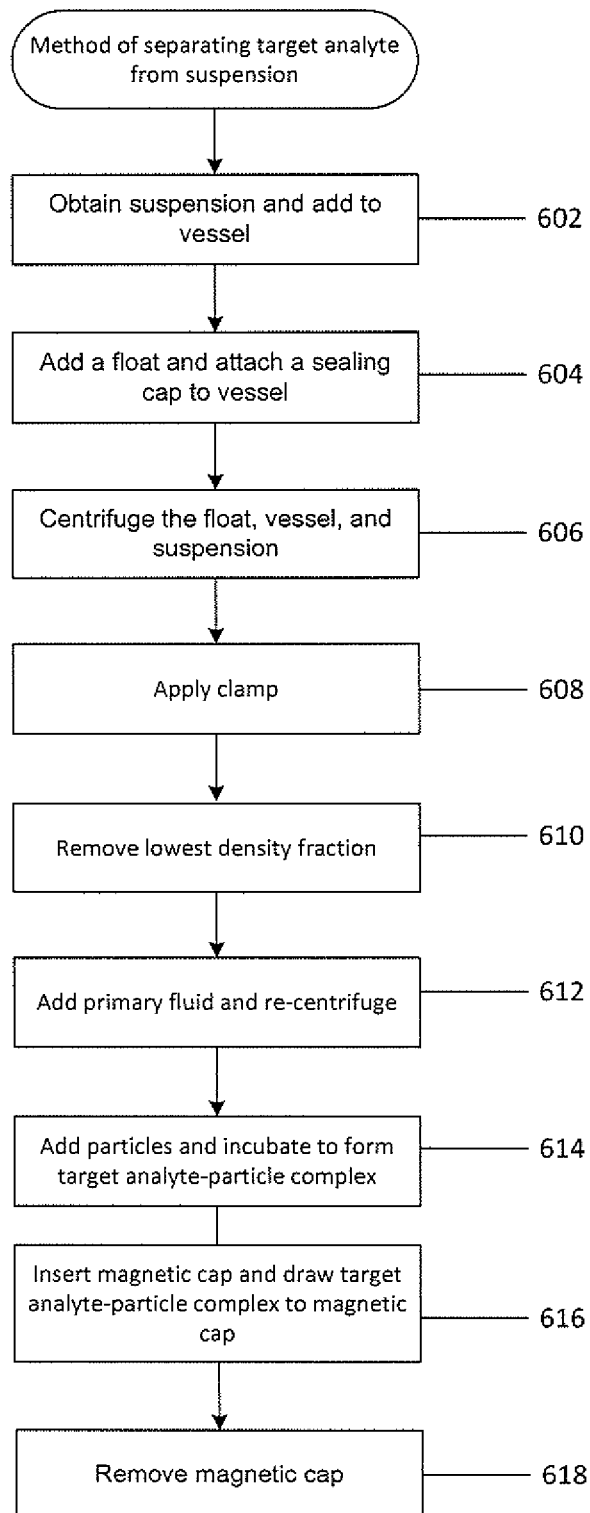 Method of separating target analyte
from suspension
Obtain suspension and add to
vessel
602
Add a float and attach a sealing
cap to vessel
604
Centrifuge the float, vessel, and
suspension
606
Apply clamp
608
Remove lowest density fraction
610
Add primary fluid and re-centrifuge
612
Add particles and incubate to form
target analyte-particle complex
614
Insert magnetic cap and draw target
analyte-particle complex to magnetic
cap
616
Remove magnetic cap
618